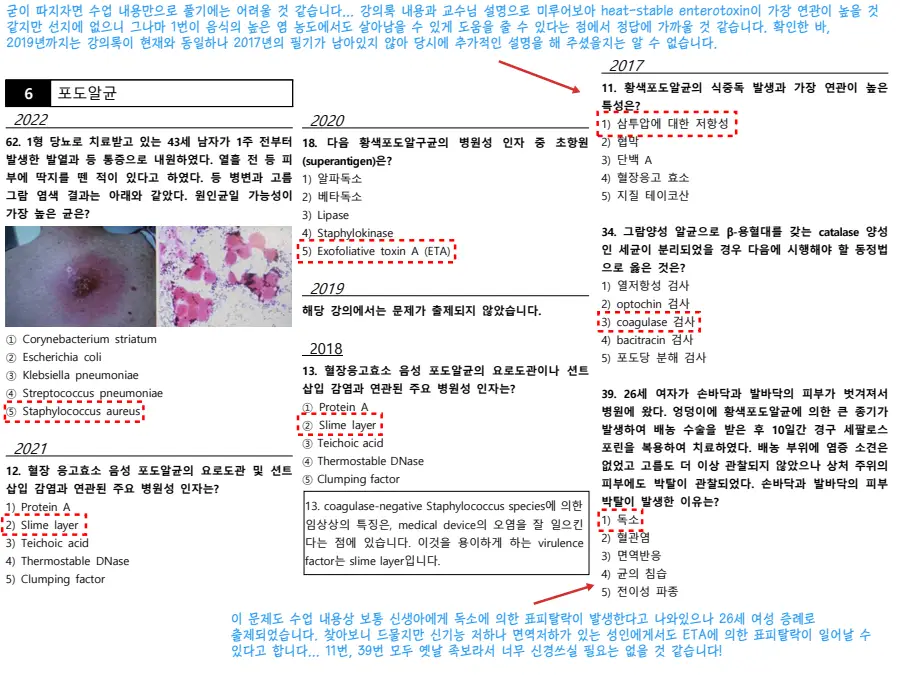 굳이 따지자면 수업 내용만으로 풀기에는 어려울 것 같습니다... 강의록 내용과 교수님 설명으로 미루어보아 heat-stable enterotoxin이 가장 연관이 높을 것
같지만 선지에 없으니 그나마 1번이 음식의 높은 염 농도에서도 살아남을 수 있게 도움을 줄 수 있다는 점에서 정답에 가까울 것 같습니다. 확인한 바,
2019년까지는 강의록이 현재와 동일하나 2017년의 필기가 남아있지 않아 당시에 추가적인 설명을 해 주셨을지는 알 수 없습니다.
6 포도알균
2022
62. 1형 당뇨로 치료받고 있는 43세 남자가 1주 전부터
발생한 발열과 등 통증으로 내원하였다. 열흘 전 등 피
부에 딱지를 뗀 적이 있다고 하였다. 등 병변과 고름
그람 염색 결과는 아래와 같았다. 원인균일 가능성이
가장 높은 균은?
① Corynebacterium striatum
② Escherichia coli
③ Klebsiella pneumoniae
④ Streptococcus pneumoniae
⑤ Staphylococcus aureus
2021
12. 혈장 응고효소 음성 포도알균의 요로도관 및 션트
삽입 감염과 연관된 주요 병원성 인자는?
1) Protein A
2) Slime layer
3) Teichoic acid
4) Thermostable DNase
5) Clumping factor
2020
18. 다음 황색포도알구균의 병원성 인자 중 초항원
(superantigen)은?
1) 알파독소
2) 베타독소
3) Lipase
4) Staphylokinase
5) Exofoliative toxin A (ETA)
2019
해당 강의에서는 문제가 출제되지 않았습니다.
2018
13. 혈장응고효소 음성 포도알균의 요로도관이나 션트
삽입 감염과 연관된 주요 병원성 인자는?
① Protein A
② Slime layer
③ Teichoic acid
④ Thermostable DNase
⑤ Clumping factor
13. coagulase-negative Staphylococcus species에 의한
임상상의 특징은, medical device의 오염을 잘 일으킨
다는 점에 있습니다. 이것을 용이하게 하는 virulence
factor는 slime layer입니다.
2017
11. 황색포도알균의 식중독 발생과 가장 연관이 높은
특성은?
1) 삼투압에 대한 저항성
2) 협막
3) 단백 A
4) 혈장응고 효소
5) 지질 테이코산
34. 그람양성 알균으로 β-용혈대를 갖는 catalase 양성
인 세균이 분리되었을 경우 다음에 시행해야 할 동정법
으로 옳은 것은?
1) 열저항성 검사
2) optochin 검사
3) coagulase 검사
4) bacitracin 검사
5) 포도당 분해 검사
39. 26세 여자가 손바닥과 발바닥의 피부가 벗겨져서
병원에 왔다. 엉덩이에 황색포도알균에 의한 큰 종기가
발생하여 배농 수술을 받은 후 10일간 경구 세팔로스
포린을 복용하여 치료하였다. 배농 부위에 염증 소견은
없었고 고름도 더 이상 관찰되지 않았으나 상처 주위의
피부에도 박탈이 관찰되었다. 손바닥과 발바닥의 피부
박탈이 발생한 이유는?
1) 독소
2) 혈관염
3) 면역반응
4) 균의 침습
5) 전이성 파종
이 문제도 수업 내용상 보통 신생아에게 독소에 의한 표피탈락이 발생한다고 나와있으나 26세 여성 증례로
출제되었습니다. 찾아보니 드물지만 신기능 저하나 면역저하가 있는 성인에게서도 ETA에 의한 표피탈락이 일어날 수
있다고 합니다... 11번, 39번 모두 옛날 족보라서 너무 신경쓰실 필요는 없을 것 같습니다!